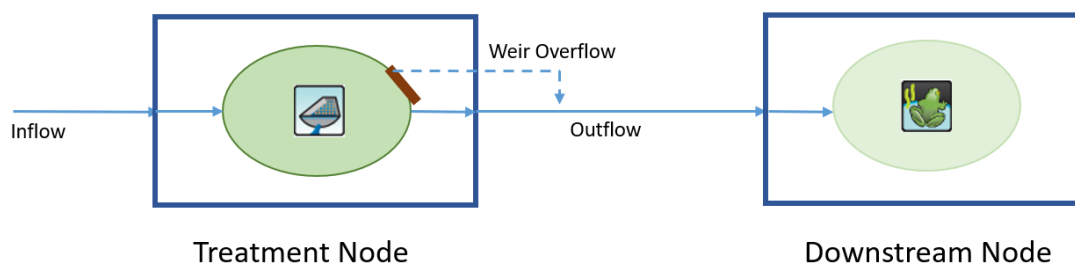 Weir Overflow
Inflow
Outflow
Treatment Node
Downstream Node